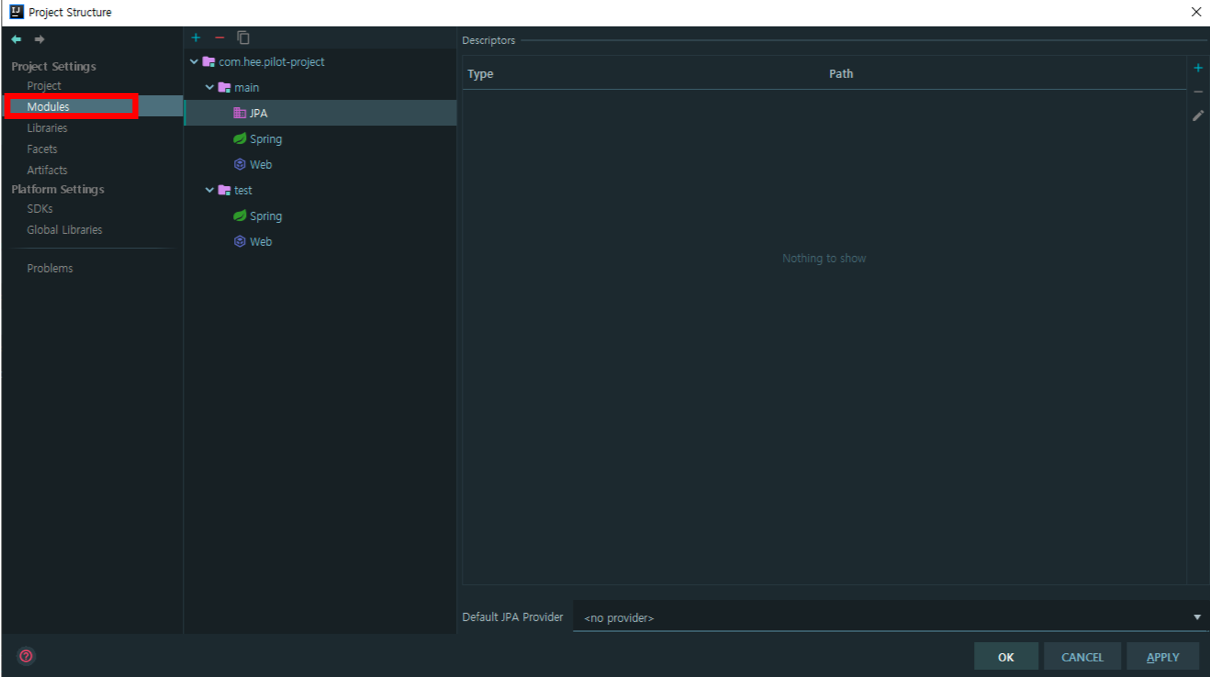 Project Structure
Project Settings
Project
Modules
Libraries
Facets
Artifacts
Platform Settings
SDKs
Global Libraries
Problems
com.hee.pilot-project
main
JPA
Spring
Web
test
Spring
Web
Descriptors
Type Path
Nothing to show
Default JPA Provider <no provider>
OK CANCEL APPLY